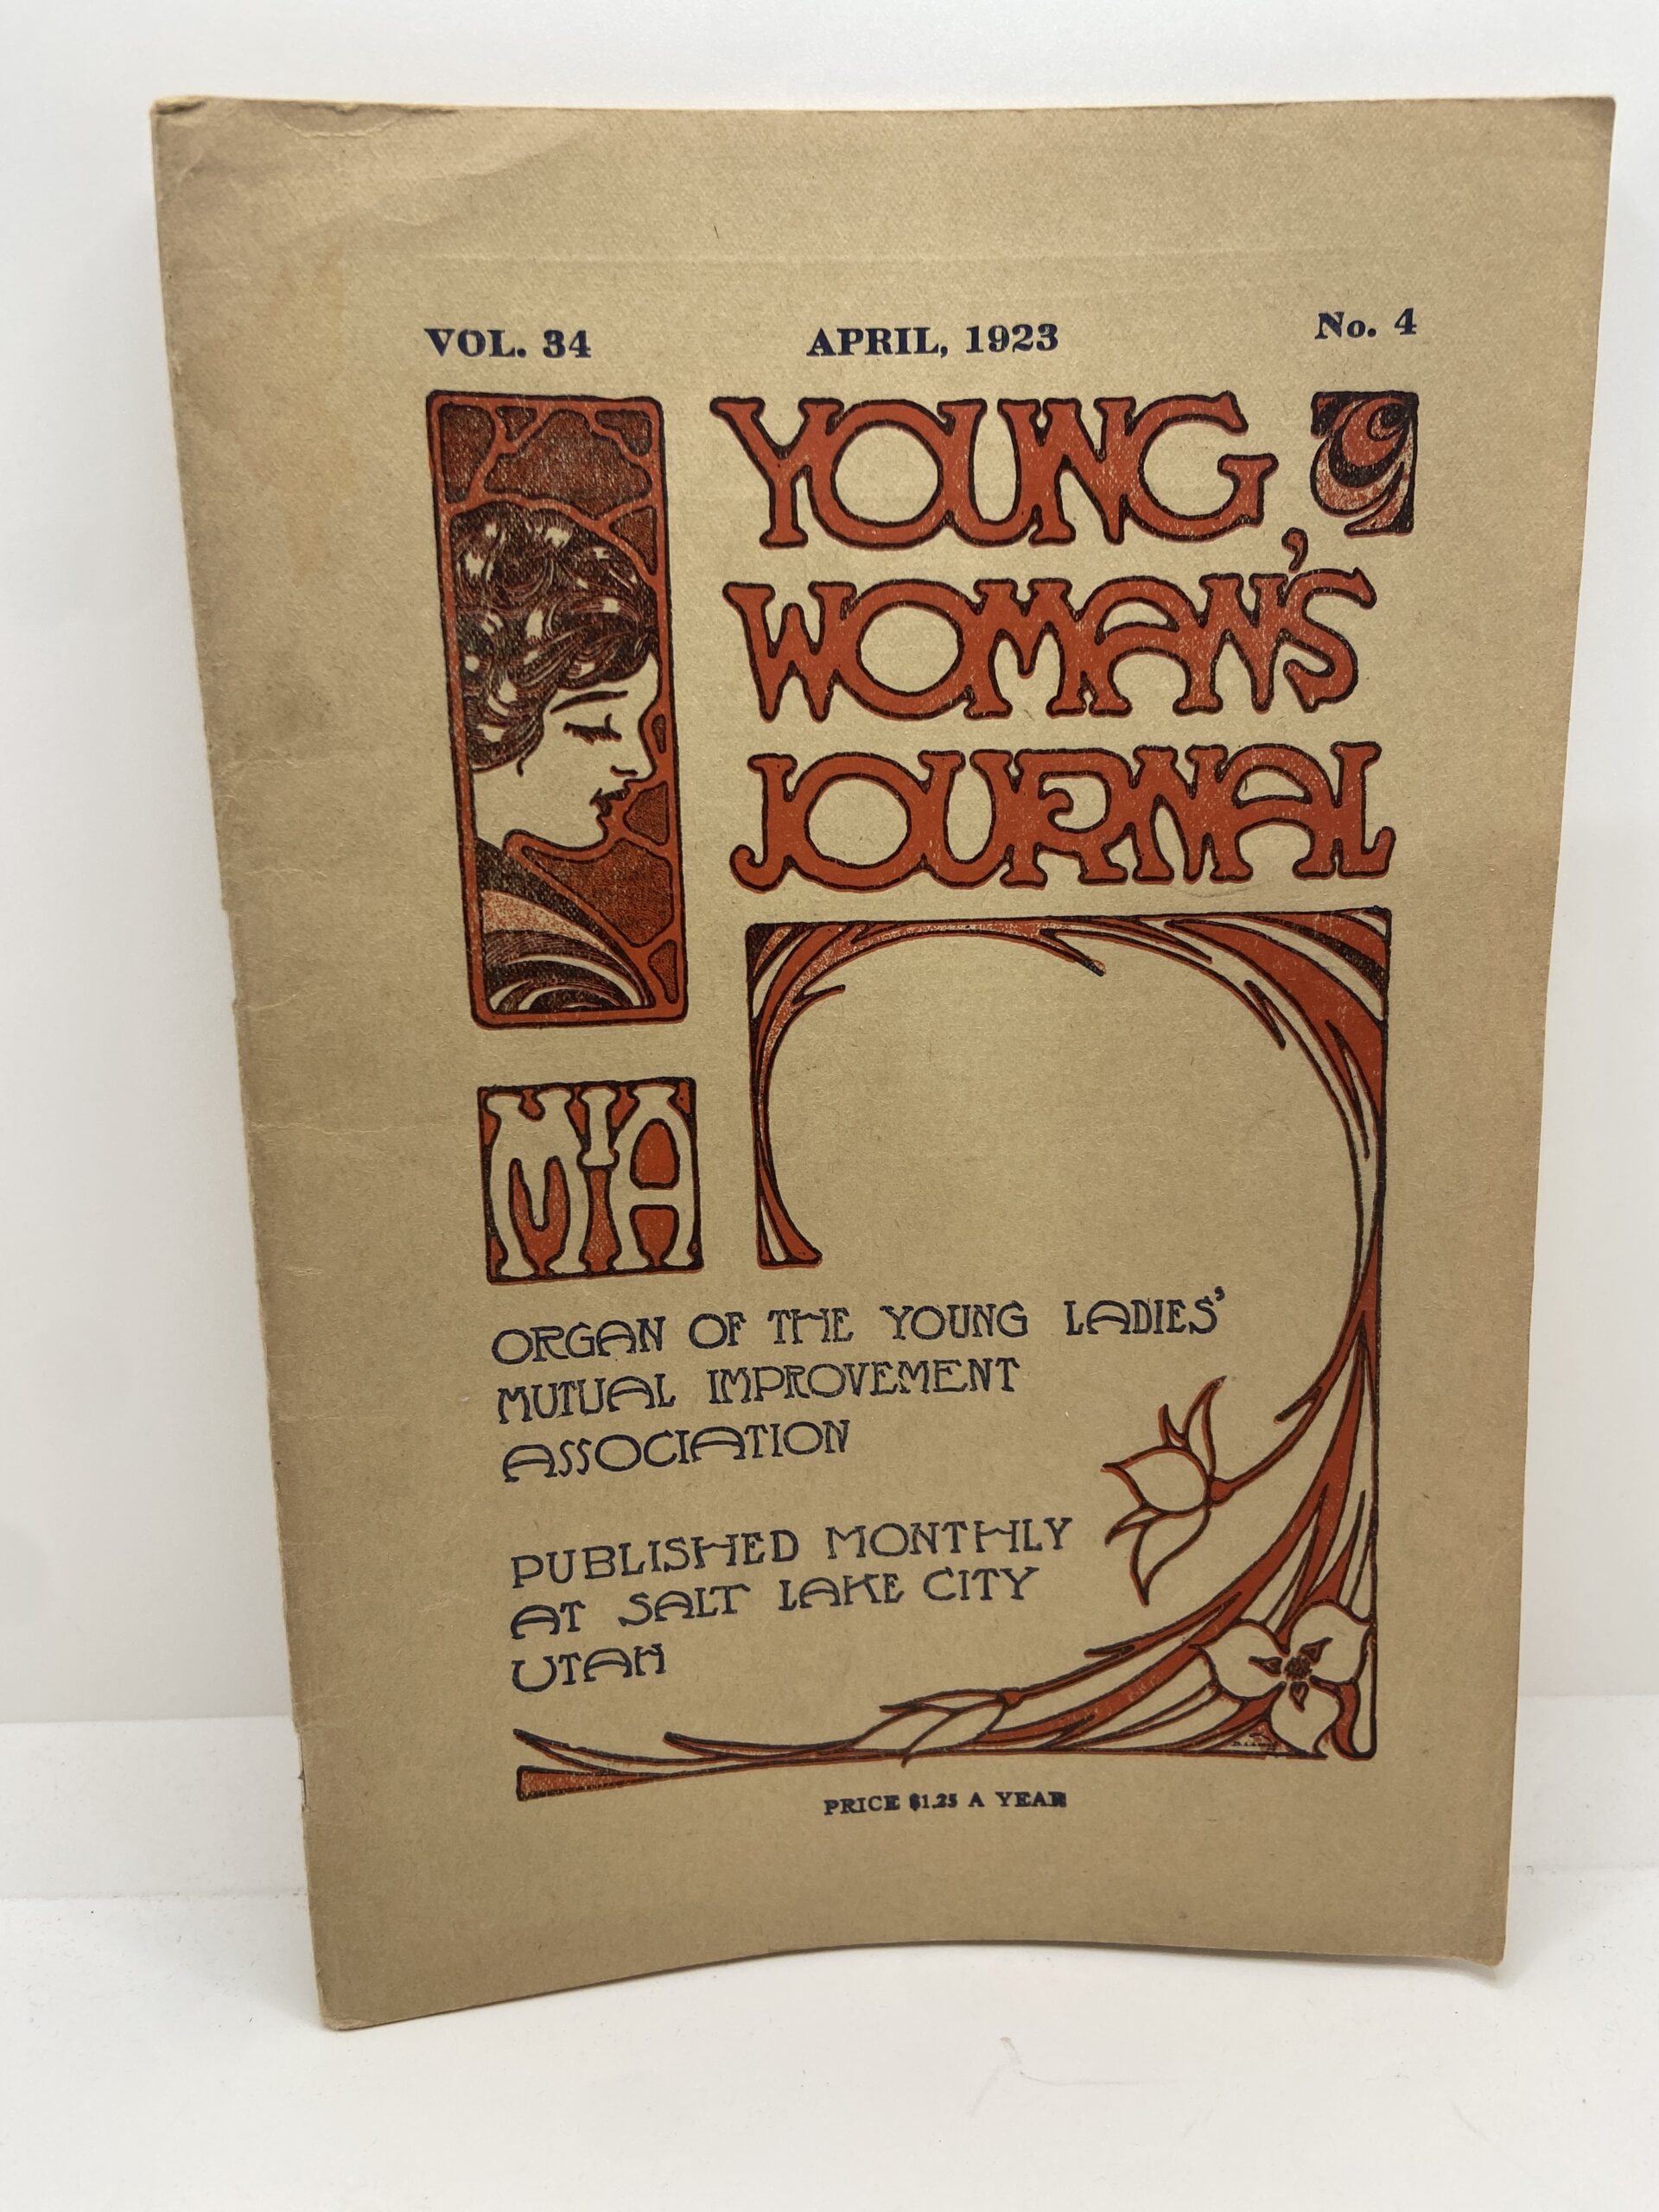 VOL. 34 APRIL, 1923 No. 4
YOUNG
WOMAN'S
JOURNAL
MIA
ORGAN OF THE YOUNG LADIES'
MUTUAL IMPROVEMENT
ASSOCIATION
PUBLISHED MONTHLY
AT SALT LAKE CITY
UTAH
PRICE $1.25 A YEAR